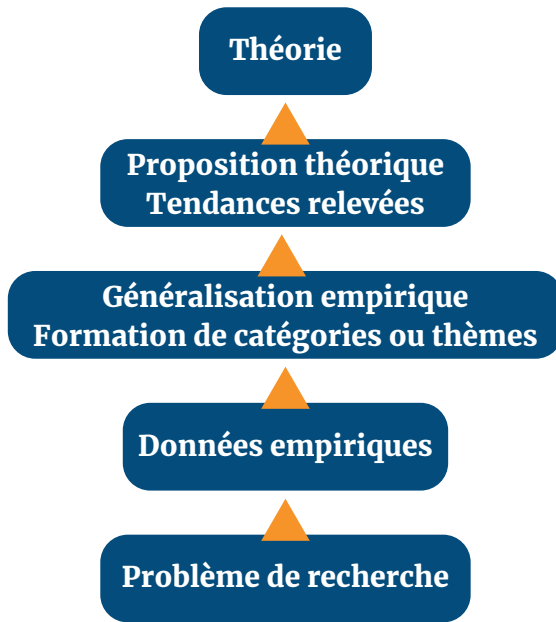 Théorie
Proposition théorique
Tendances relevées
Généralisation empirique
Formation de catégories ou thèmes
Données empiriques
Problème de recherche